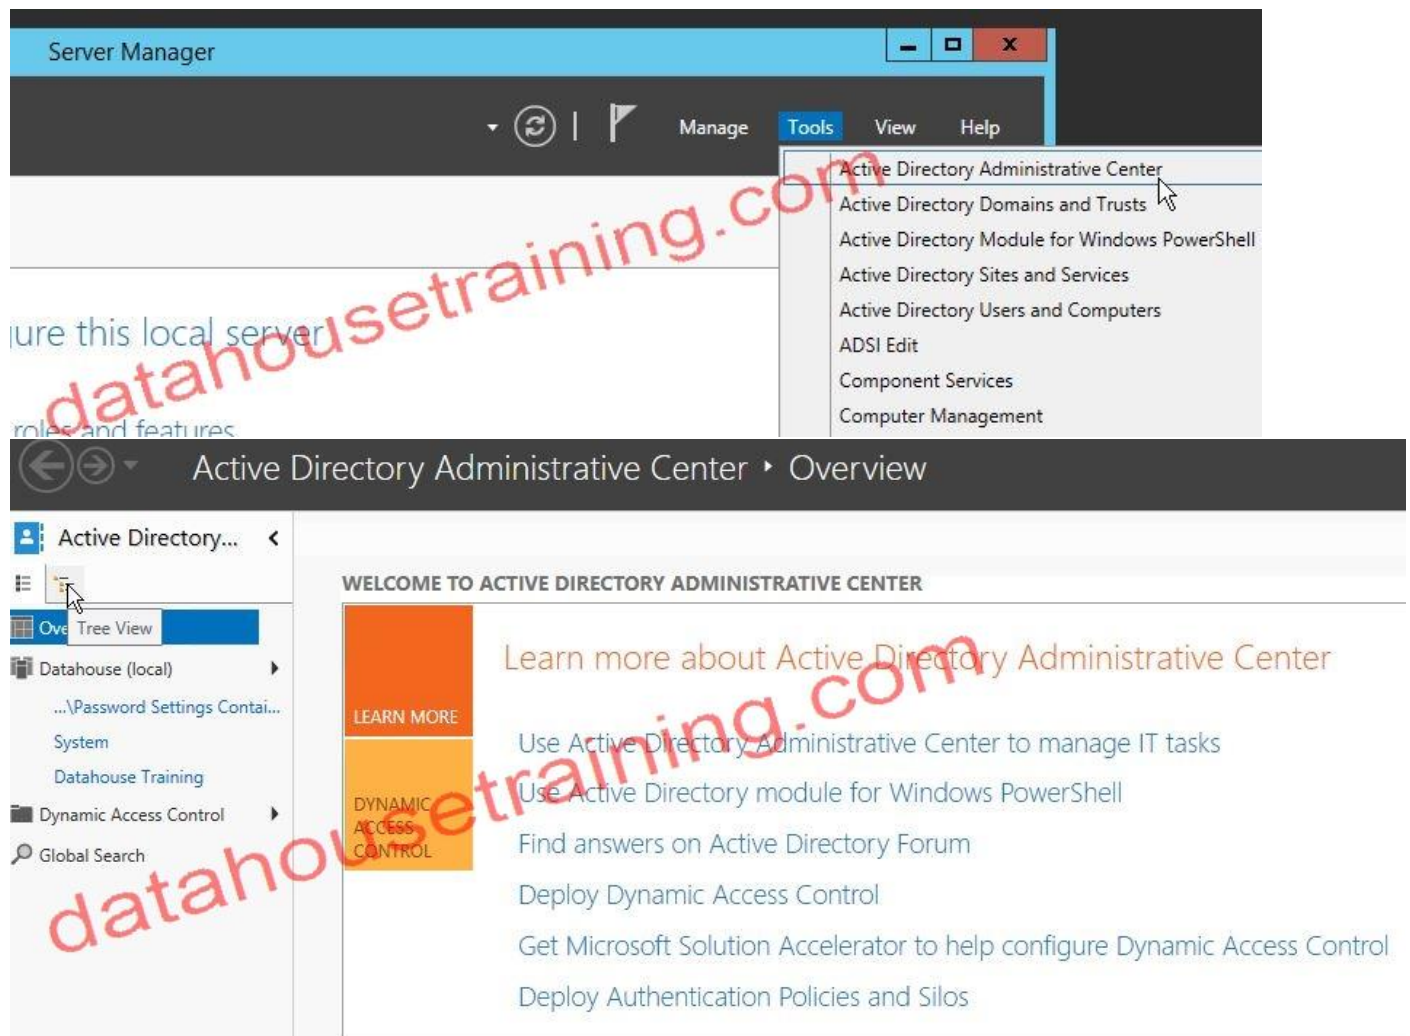 Server Manager
Manage Tools View Help
Active Directory Administrative Center
Active Directory Domains and Trusts
Active Directory Module for Windows PowerShell
Active Directory Sites and Services
Active Directory Users and Computers
ADSI Edit
Component Services
Computer Management
ure this local server
roles and features
datahousetraining.com
Active Directory Administrative Center ‣ Overview
Active Directory...
Ove
Tree View
Datahouse (local)
...\Password Settings Contai...
System
Datahouse Training
Dynamic Access Control
Global Search
WELCOME TO ACTIVE DIRECTORY ADMINISTRATIVE CENTER
LEARN MORE
DYNAMIC
ACCESS
CONTROL
Learn more about Active Directory Administrative Center
Use Active Directory Administrative Center to manage IT tasks
Use Active Directory module for Windows PowerShell
Find answers on Active Directory Forum
Deploy Dynamic Access Control
Get Microsoft Solution Accelerator to help configure Dynamic Access Control
Deploy Authentication Policies and Silos
datahousetraining.com